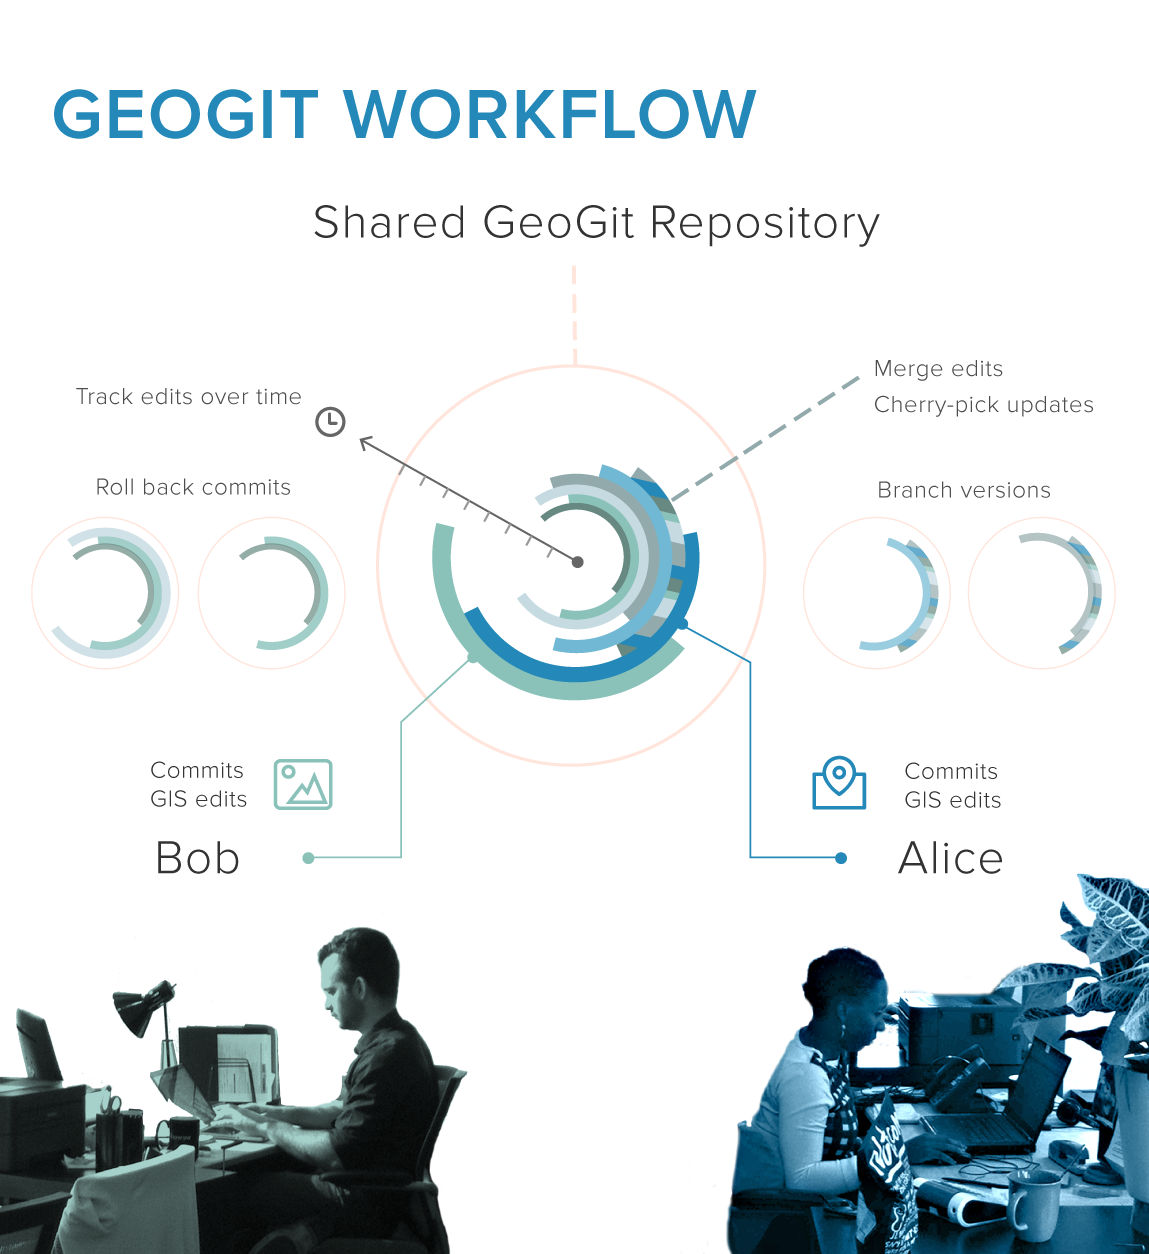 GEOGIT WORKFLOW
Shared GeoGit Repository
Track edits over time
Merge edits
Cherry-pick updates
Roll back commits
Branch versions
Commits
GIS edits
Bob
Commits
GIS edits
Alice